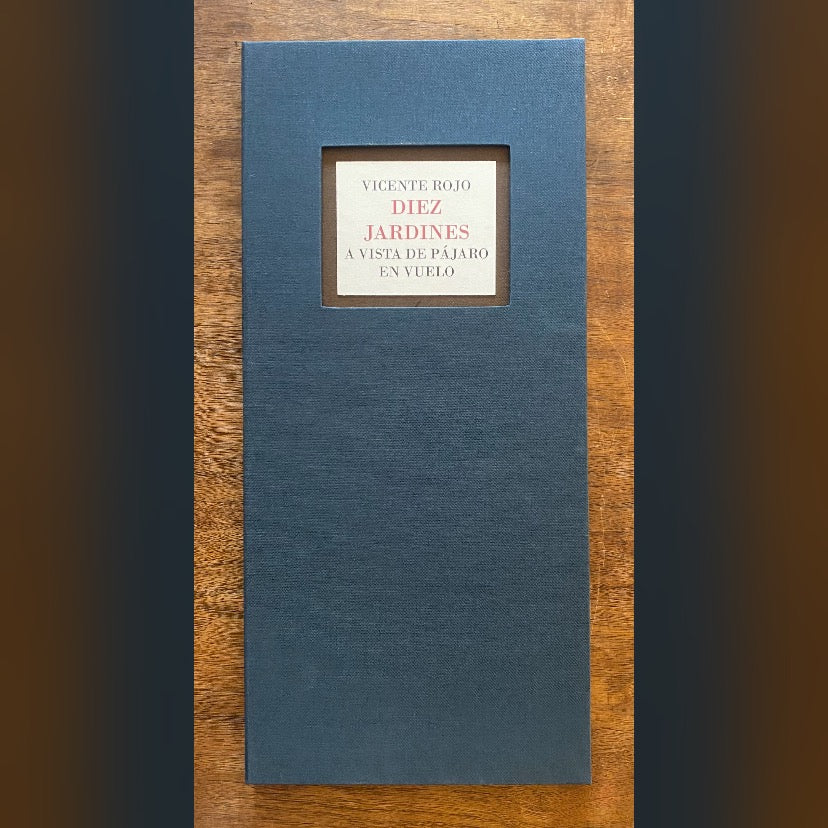 VICENTE ROJO
DIEZ
JARDINES
A VISTA DE PÁJARO
EN VUELO